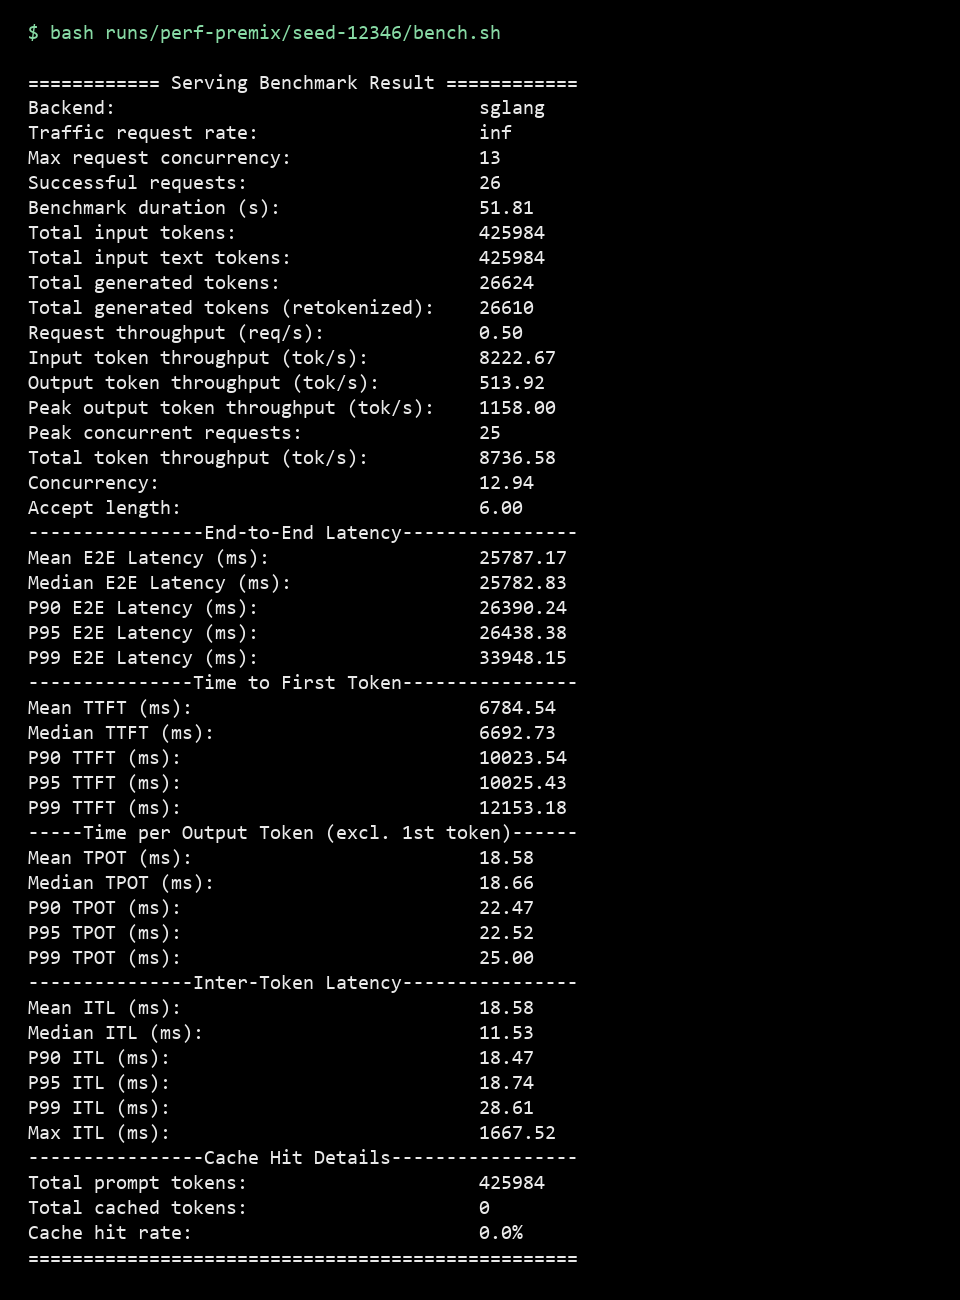 $ bash runs/perf-premix/seed-12346/bench.sh
============ Serving Benchmark Result ============
Backend:                                 sglang
Traffic request rate:                    inf
Max request concurrency:                 13
Successful requests:                     26
Benchmark duration (s):                  51.81
Total input tokens:                      425984
Total input text tokens:                 425984
Total generated tokens:                  26624
Total generated tokens (retokenized):    26610
Request throughput (req/s):              0.50
Input token throughput (tok/s):          8222.67
Output token throughput (tok/s):         513.92
Peak output token throughput (tok/s):    1158.00
Peak concurrent requests:                25
Total token throughput (tok/s):          8736.58
Concurrency:                             12.94
Accept length:                           6.00
----------------End-to-End Latency----------------
Mean E2E Latency (ms):                   25787.17
Median E2E Latency (ms):                 25782.83
P90 E2E Latency (ms):                    26390.24
P95 E2E Latency (ms):                    26438.38
P99 E2E Latency (ms):                    33948.15
---------------Time to First Token----------------
Mean TTFT (ms):                          6784.54
Median TTFT (ms):                        6692.73
P90 TTFT (ms):                           10023.54
P95 TTFT (ms):                           10025.43
P99 TTFT (ms):                           12153.18
-----Time per Output Token (excl. 1st token)------
Mean TPOT (ms):                          18.58
Median TPOT (ms):                        18.66
P90 TPOT (ms):                           22.47
P95 TPOT (ms):                           22.52
P99 TPOT (ms):                           25.00
---------------Inter-Token Latency----------------
Mean ITL (ms):                           18.58
Median ITL (ms):                         11.53
P90 ITL (ms):                            18.47
P95 ITL (ms):                            18.74
P99 ITL (ms):                            28.61
Max ITL (ms):                            1667.52
----------------Cache Hit Details-----------------
Total prompt tokens:                     425984
Total cached tokens:                     0
Cache hit rate:                          0.0%
==================================================